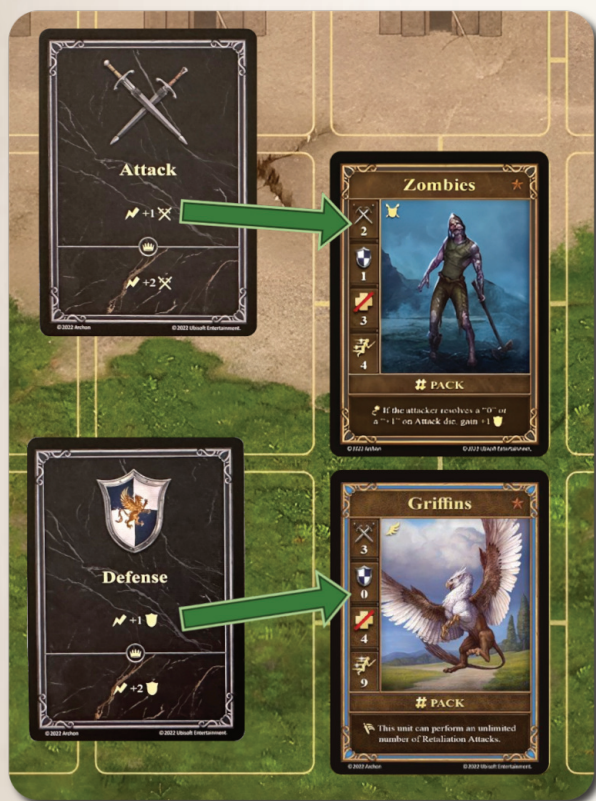 Attack
+1
+2
© 2022 Archon © 2022 Ubisoft Entertainment.
Zombies
2
1
3
4
# PACK
If the attacker resolves a "0" or
a "+1" on Attack die, gain +1
© 2022 Archon © 2022 Ubisoft Entertainment.
Defense
+1
+2
© 2022 Archon © 2022 Ubisoft Entertainment.
Griffins
3
0
4
9
# PACK
This unit can perform an unlimited
number of Retaliation Attacks.
© 2022 Archon © 2022 Ubisoft Entertainment.